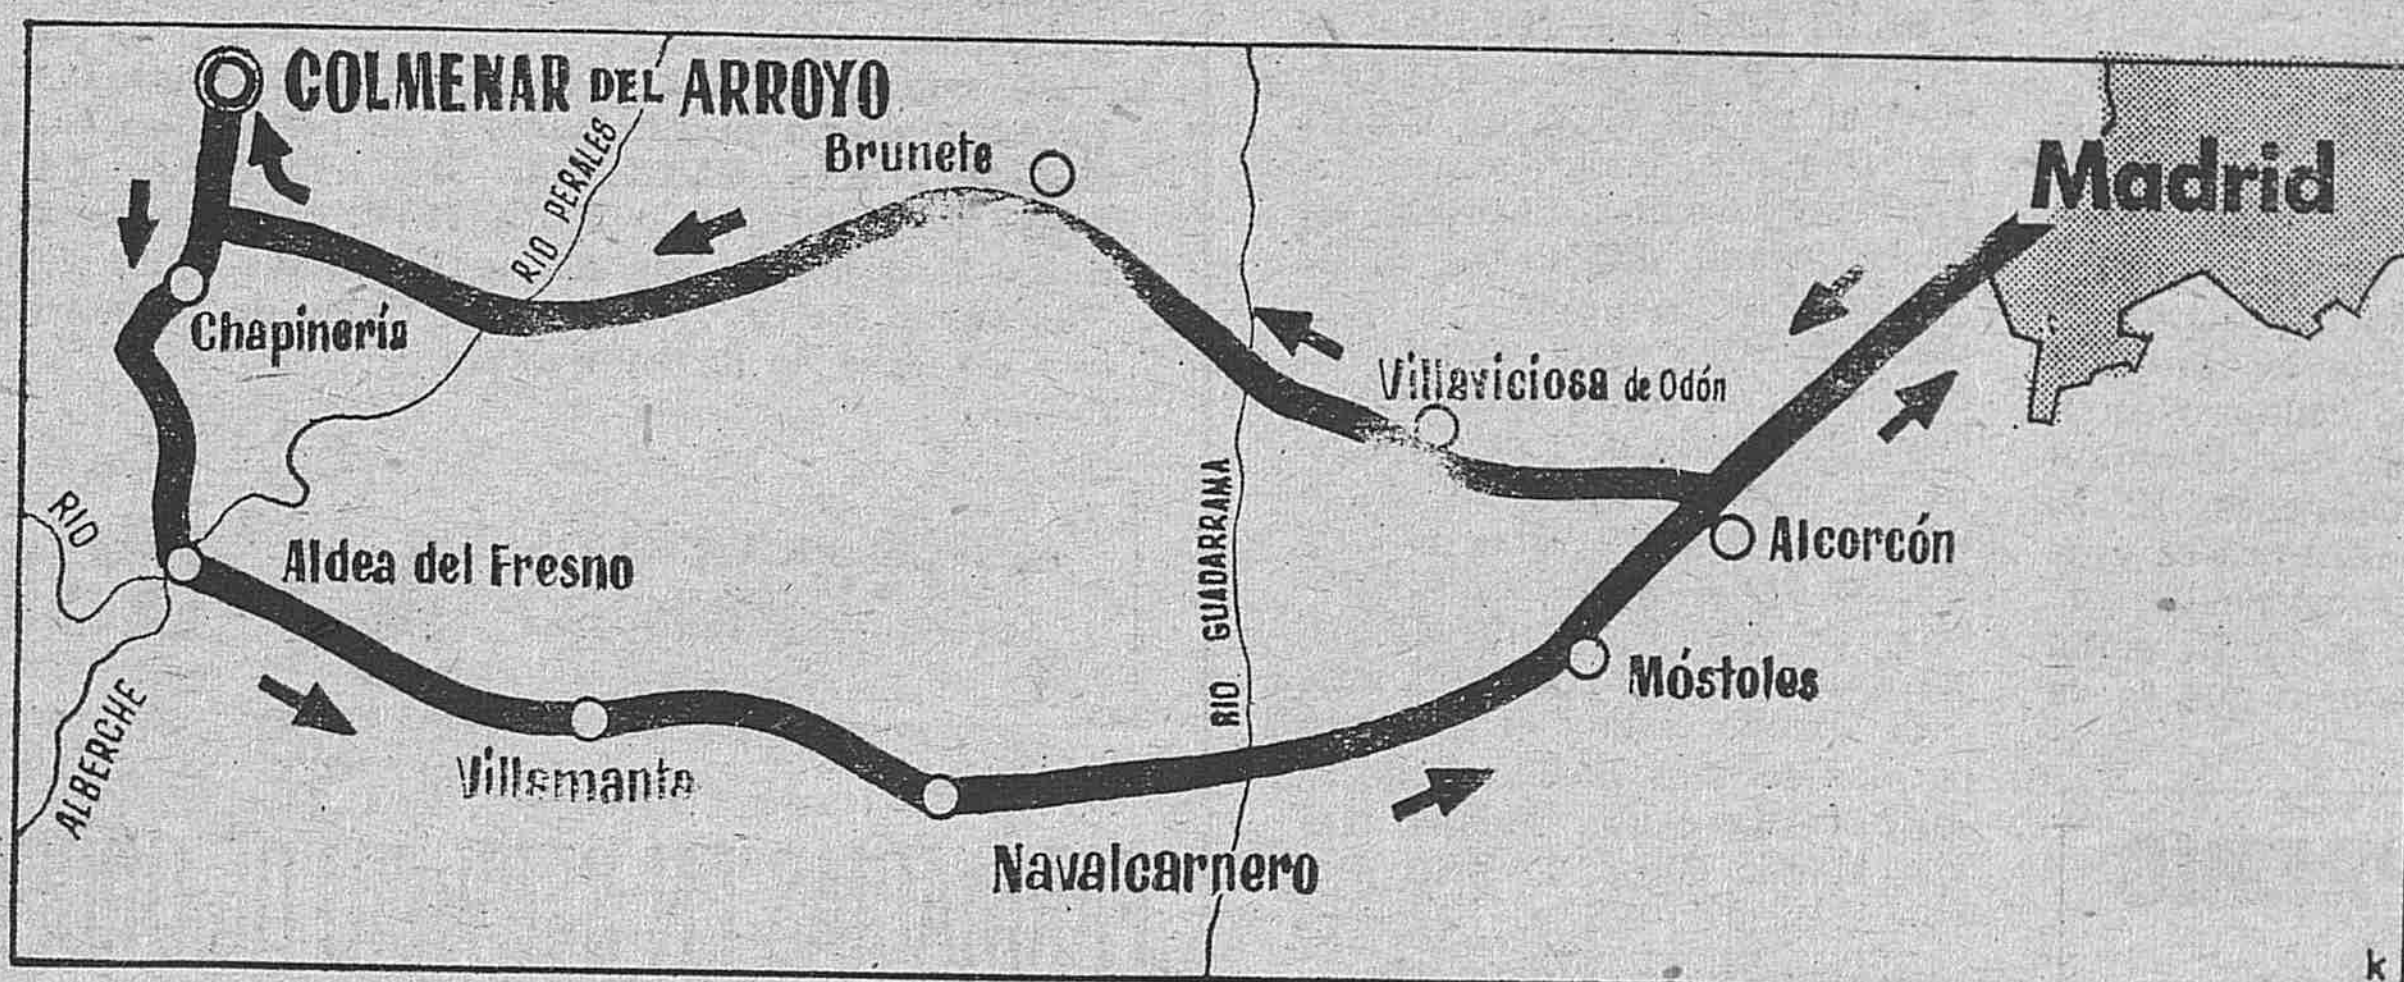 COLMENAR DEL ARROYO
Brunete
RIO PERALES
Madrid
Chapinería
Villaviciosa de Odón
RIO
ALBERCHE
RIO GUADARRAMA
Aldea del Fresno
Alcorcón
Móstoles
Villamanta
Navalcarnero
k